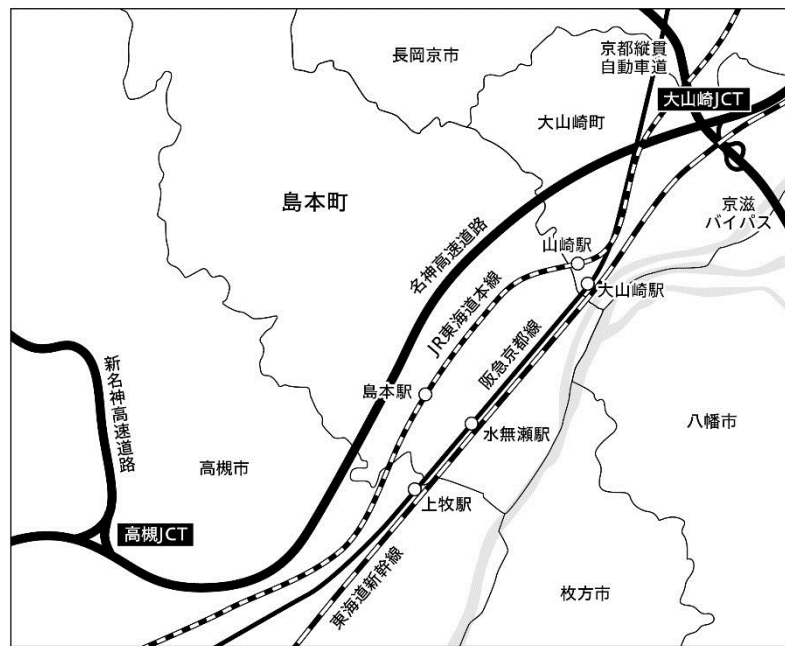 長岡京市
京都縦貫
自動車道
大山崎JCT
大山崎町
島本町
京滋
バイパス
名神高速道路
山崎駅
大山崎駅
JR東海道本線
阪急京都線
島本駅
新名神高速道路
水無瀬駅
八幡市
高槻市
上牧駅
高槻JCT
東海道新幹線
枚方市